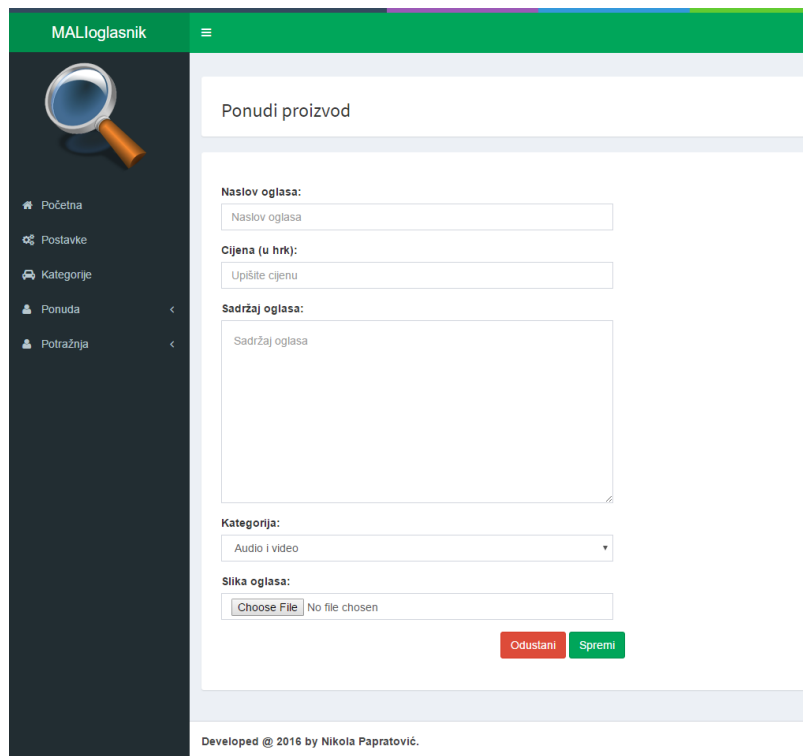 MALIoglasnik
Ponudi proizvod
Početna
Postavke
Kategorije
Ponuda
Potražnja
Naslov oglasa:
Naslov oglasa
Cijena (u hrk):
Upišite cijenu
Sadržaj oglasa:
Sadržaj oglasa
Kategorija:
Audio i video
Slika oglasa:
Choose File No file chosen
Odustani Spremi
Developed @ 2016 by Nikola Papratović.